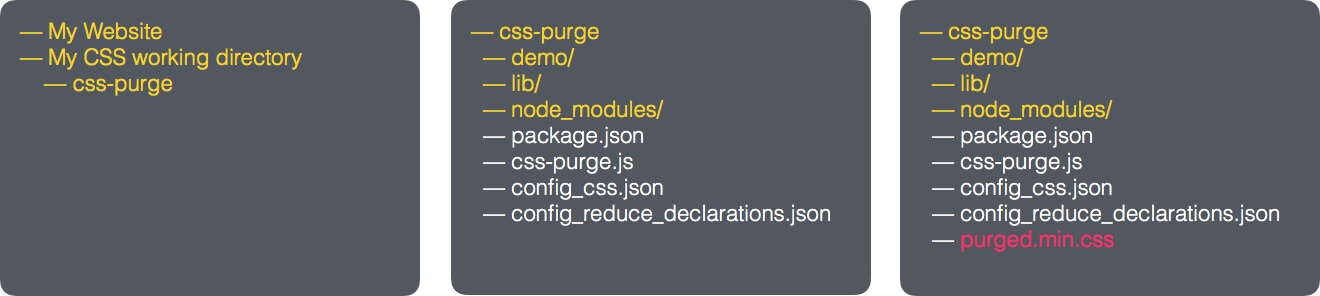 — My Website
— My CSS working directory
— css-purge
— css-purge
— demo/
— lib/
— node_modules/
— package.json
— css-purge.js
— config_css.json
— config_reduce_declarations.json
— css-purge
— demo/
— lib/
— node_modules/
— package.json
— css-purge.js
— config_css.json
— config_reduce_declarations.json
— purged.min.css